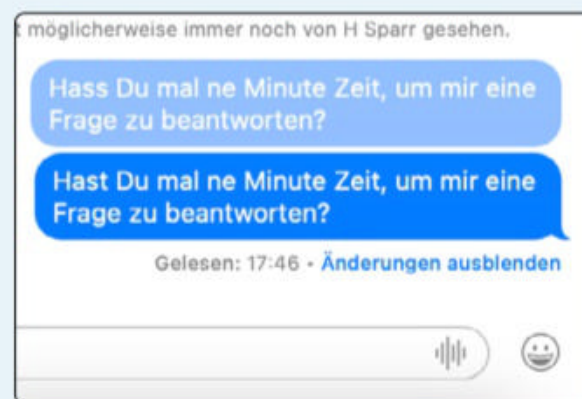 möglicherweise immer noch von H Sparr gesehen.
Hass Du mal ne Minute Zeit, um mir eine
Frage zu beantworten?
Hast Du mal ne Minute Zeit, um mir eine
Frage zu beantworten?
Gelesen: 17:46 • Änderungen ausblenden